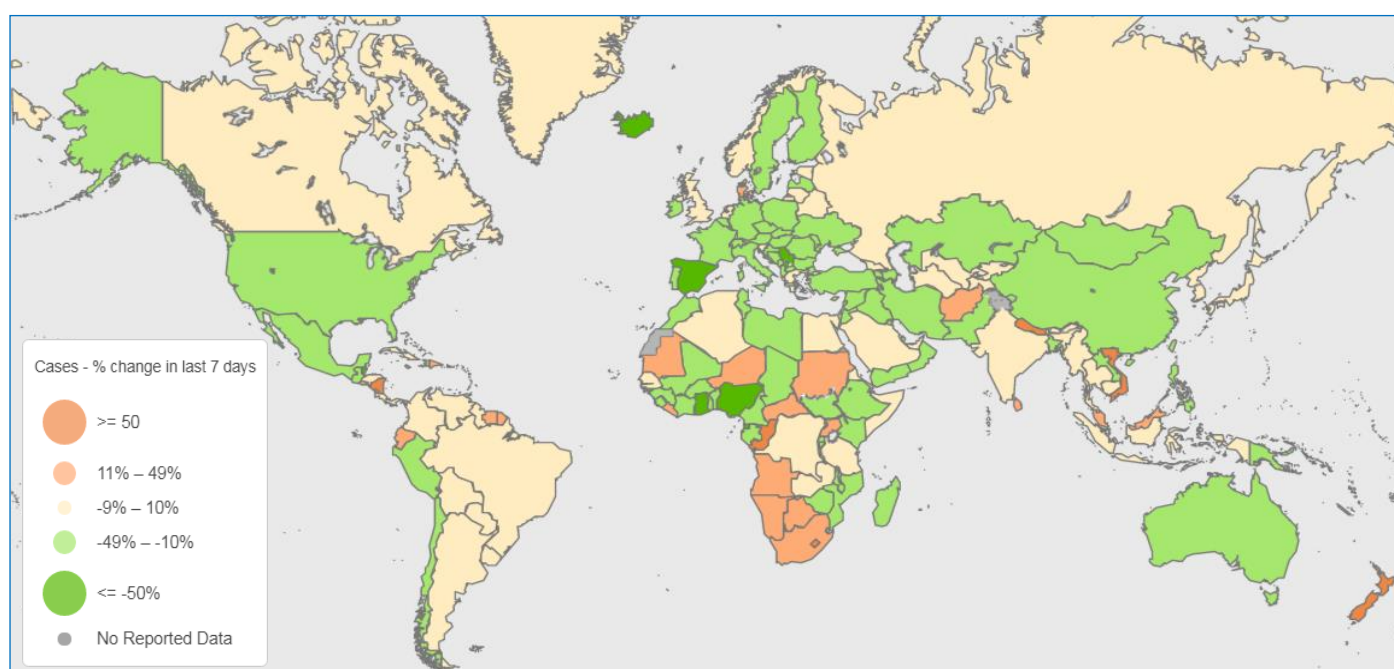 Cases - % change in last 7 days
>= 50
11% – 49%
-9% – 10%
-49% – -10%
<= -50%
No Reported Data